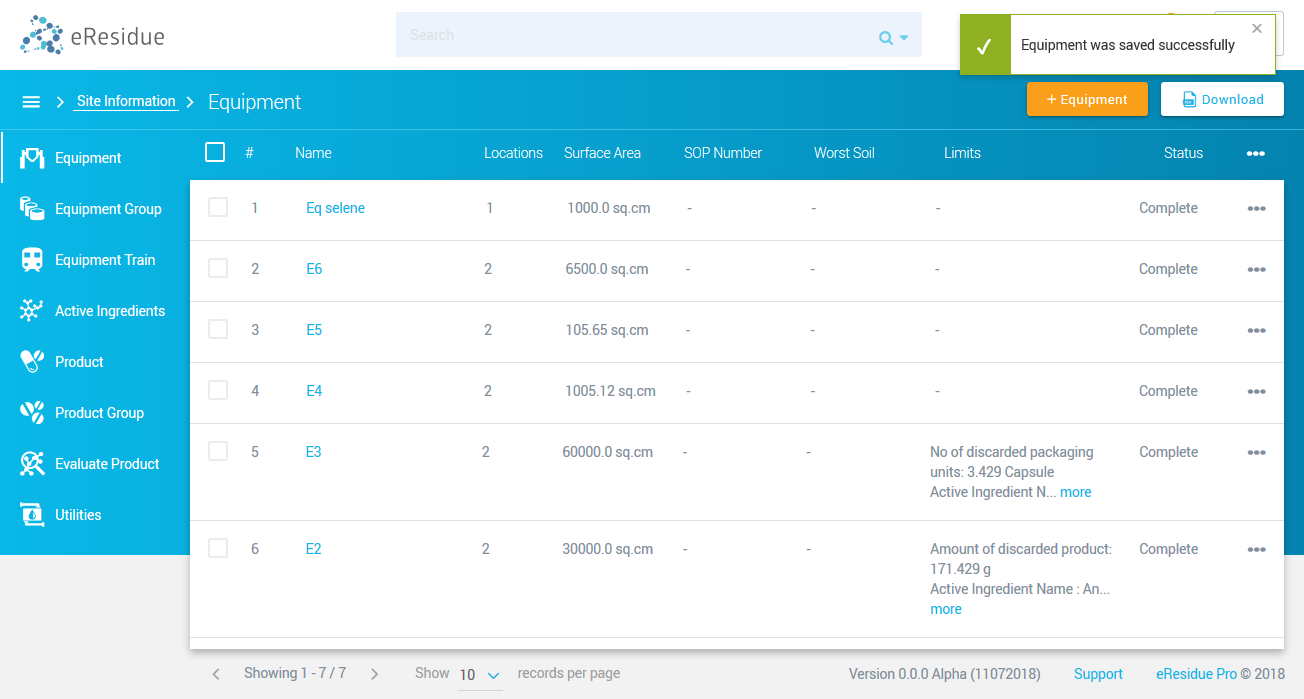 eResidue
Search
Equipment was saved successfully
Site Information
Equipment
+ Equipment
Download
Equipment
Equipment Group
Equipment Train
Active Ingredients
Product
Product Group
Evaluate Product
Utilities
# Name Locations Surface Area SOP Number Worst Soil Limits Status
1 Eq selene 1 1000.0 sq.cm - - - Complete
2 E6 2 6500.0 sq.cm - - - Complete
3 E5 2 105.65 sq.cm - - - Complete
4 E4 2 1005.12 sq.cm - - - Complete
5 E3 2 60000.0 sq.cm - - No of discarded packaging Complete
units: 3.429 Capsule
Active Ingredient N... more
6 E2 2 30000.0 sq.cm - - Amount of discarded product: Complete
171.429 g
Active Ingredient Name : An...
more
Showing 1 - 7 / 7 Show 10 records per page Version 0.0.0 Alpha (11072018) Support eResidue Pro © 2018